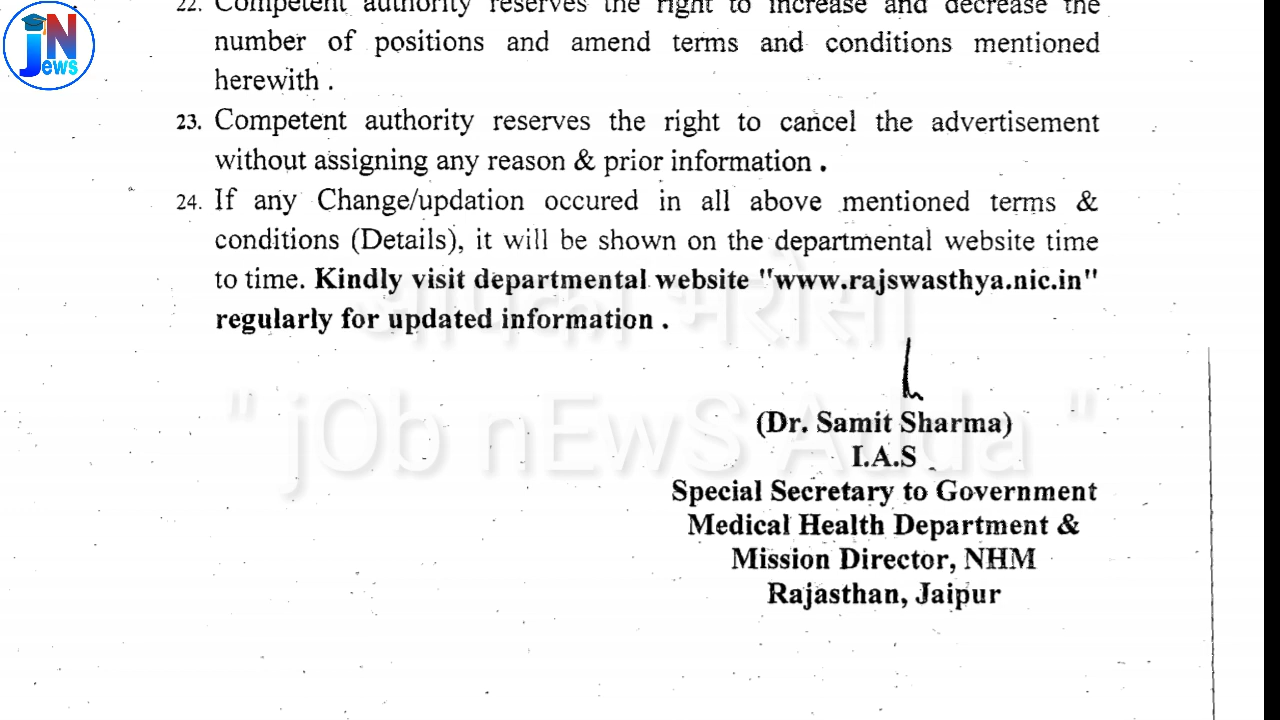 jN
ews
22. Competent authority reserves the right to increase and decrease the
number of positions and amend terms and conditions mentioned
herewith .
23. Competent authority reserves the right to cancel the advertisement
without assigning any reason & prior information .
24. If any Change/updation occured in all above mentioned terms &
conditions (Details), it will be shown on the departmental website time
to time. Kindly visit departmental website "www.rajswasthya.nic.in"
regularly for updated information .
आपका भरोसा
" jOb nEwS Adda "
(Dr. Samit Sharma)
I.A.S
Special Secretary to Government
Medical Health Department &
Mission Director, NHM
Rajasthan, Jaipur